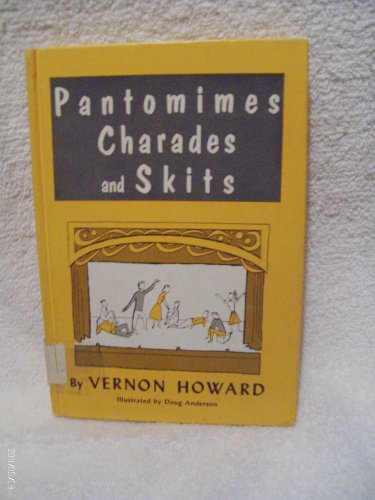 Pantomimes
Charades
and Skits
By VERNON HOWARD
Illustrated by Doug Anderson